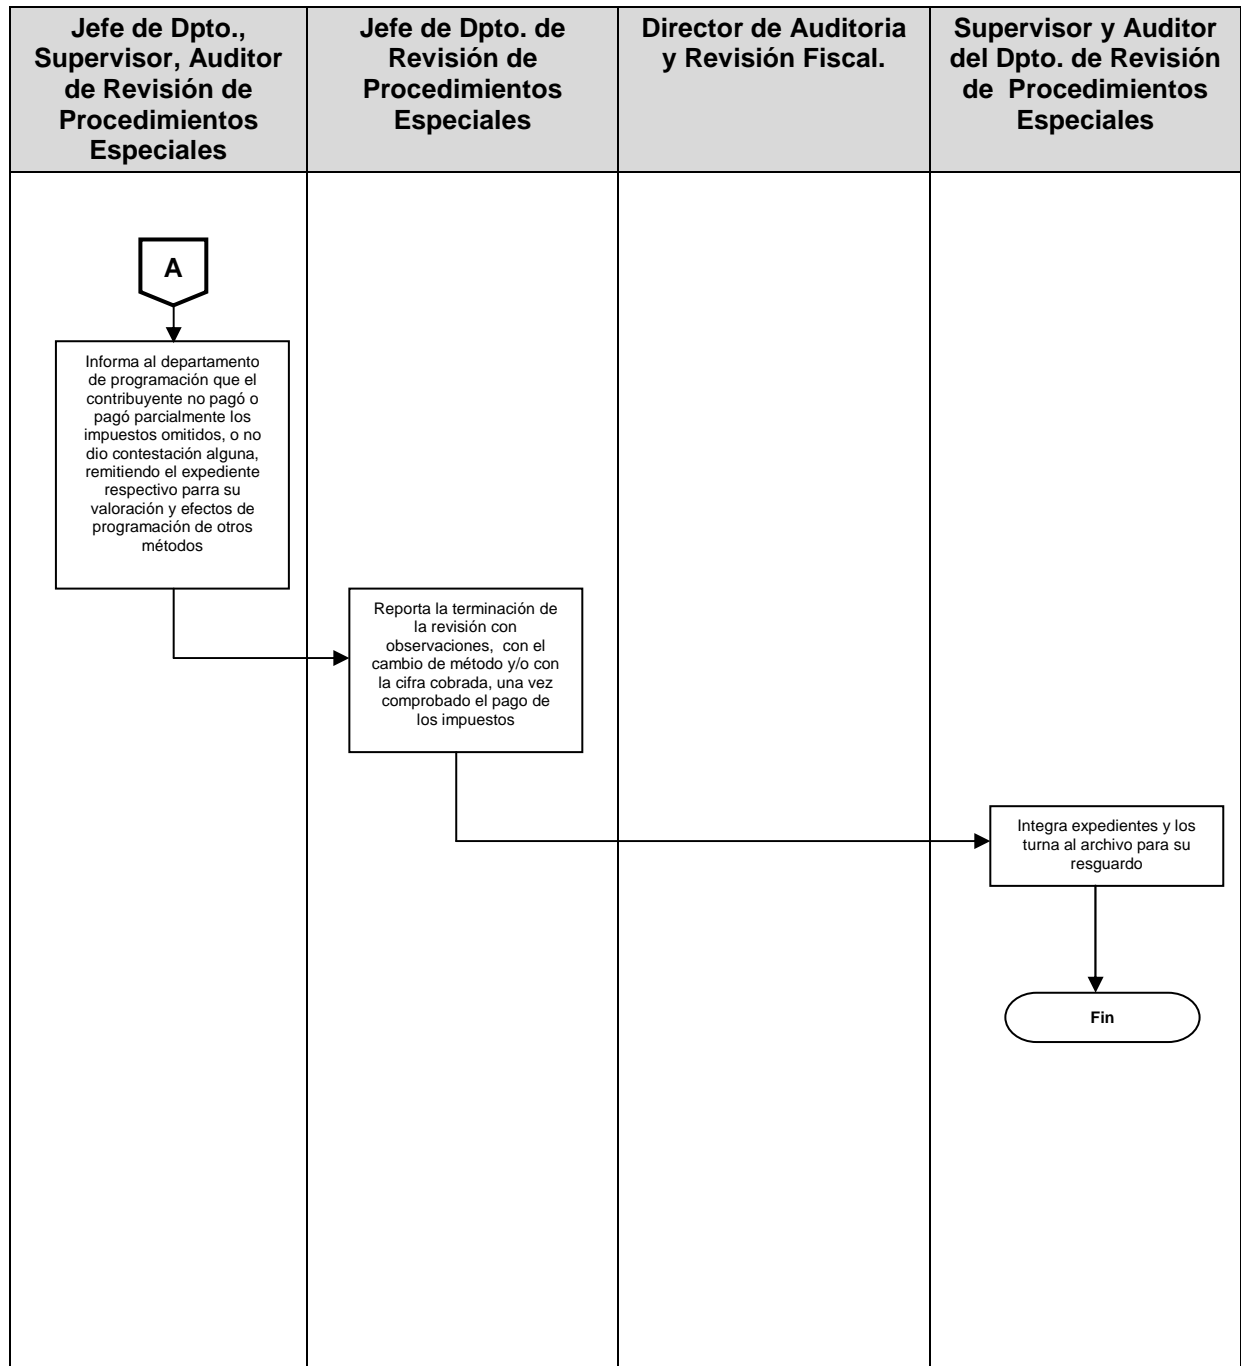 Jefe de Dpto.,
Supervisor, Auditor
de Revisión de
Procedimientos
Especiales
Jefe de Dpto. de
Revisión de
Procedimientos
Especiales
Director de Auditoria
y Revisión Fiscal.
Supervisor y Auditor
del Dpto. de Revisión
de Procedimientos
Especiales
A
Informa al departamento
de programación que el
contribuyente no pagó o
pagó parcialmente los
impuestos omitidos, o no
dio contestación alguna,
remitiendo el expediente
respectivo parra su
valoración y efectos de
programación de otros
métodos
Reporta la terminación de
la revisión con
observaciones, con el
cambio de método y/o con
la cifra cobrada, una vez
comprobado el pago de
los impuestos
Integra expedientes y los
turna al archivo para su
resguardo
Fin